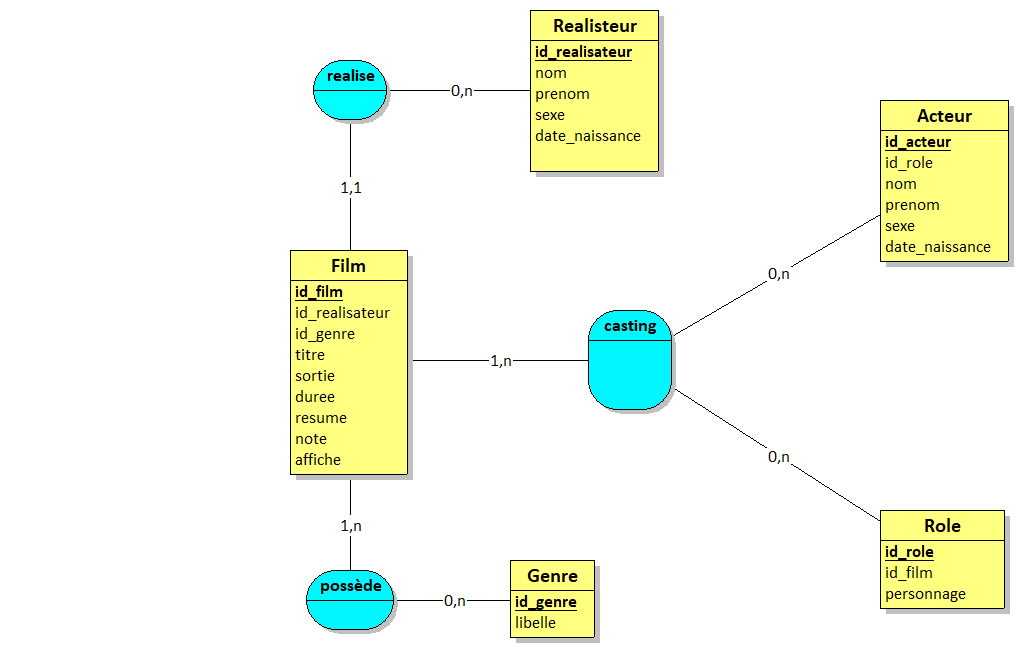 Realisteur
id_realisateur
nom
prenom
sexe
date_naissance
realise
0,n
1,1
Acteur
id_acteur
id_role
nom
prenom
sexe
date_naissance
0,n
Film
id_film
id_realisateur
id_genre
titre
sortie
duree
resume
note
affiche
1,n
casting
0,n
1,n
possède
0,n
Genre
id_genre
libelle
Role
id_role
id_film
personnage